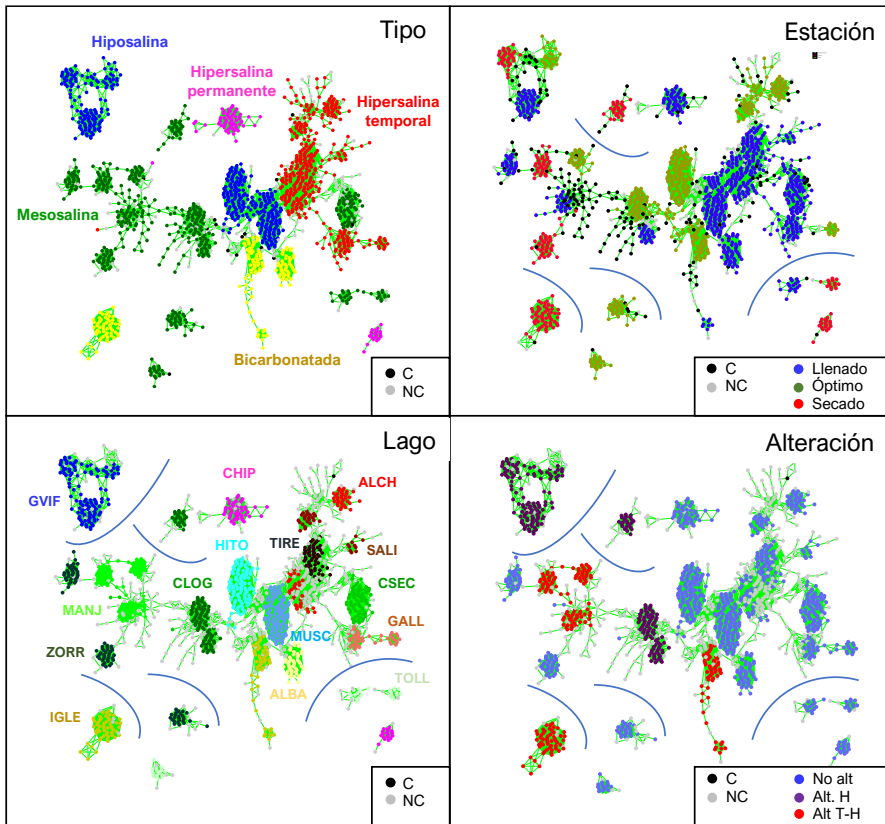 Tipo
Hiposalina
Hipersalina
permanente
Hipersalina
temporal
Mesosalina
Bicarbonatada
C
NC
Estación
C
NC
Llenado
Óptimo
Secado
Lago
GVIF
CHIP
ALCH
HITO
TIRE
SALI
CLOG
CSEC
MANJ
MUSC
GALL
ZORR
ALBA
TOLL
IGLE
C
NC
Alteración
C
NC
No alt
Alt. H
Alt T-H